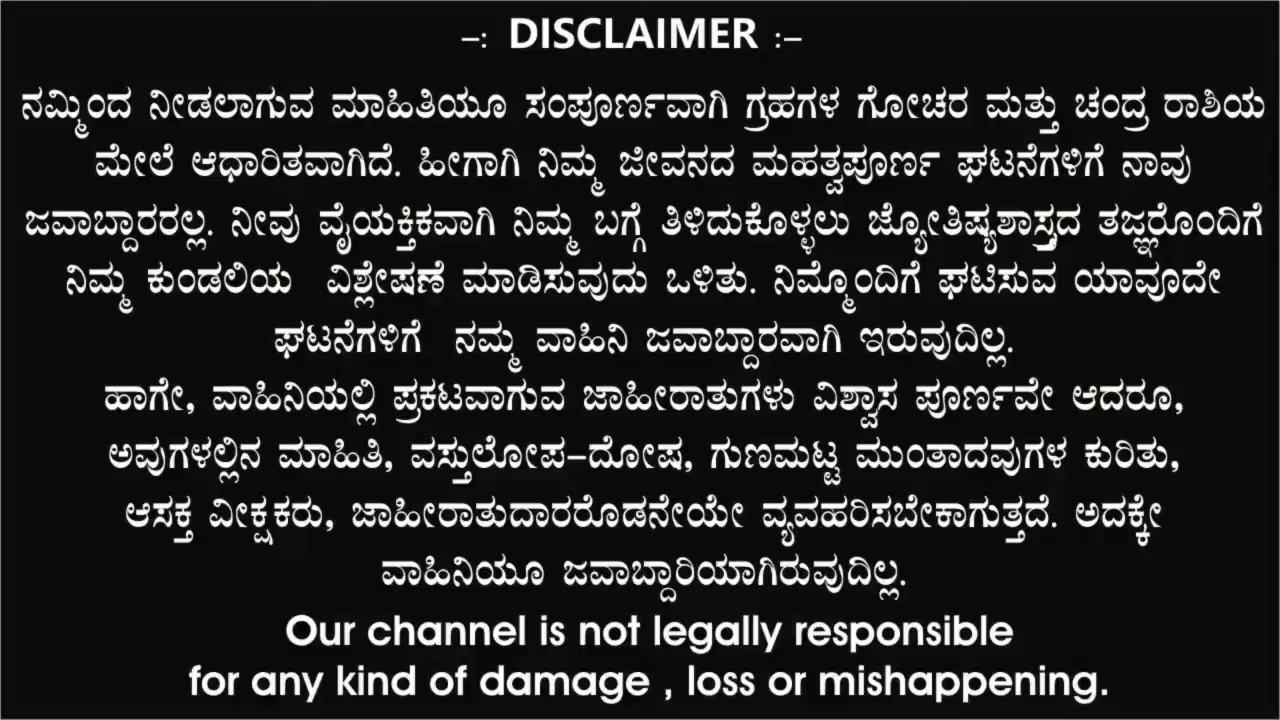 –: DISCLAIMER :–
ನಮ್ಮಿಂದ ನೀಡಲಾಗುವ ಮಾಹಿತಿಯೂ ಸಂಪೂರ್ಣವಾಗಿ ಗ್ರಹಗಳ ಗೋಚರ ಮತ್ತು ಚಂದ್ರ ರಾಶಿಯ
ಮೇಲೆ ಆಧಾರಿತವಾಗಿದೆ. ಹೀಗಾಗಿ ನಿಮ್ಮ ಜೀವನದ ಮಹತ್ವಪೂರ್ಣ ಘಟನೆಗಳಿಗೆ ನಾವು
ಜವಾಬ್ದಾರರಲ್ಲ. ನೀವು ವೈಯಕ್ತಿಕವಾಗಿ ನಿಮ್ಮ ಬಗ್ಗೆ ತಿಳಿದುಕೊಳ್ಳಲು ಜ್ಯೋತಿಷ್ಯಶಾಸ್ತ್ರದ ತಜ್ಞರೊಂದಿಗೆ
ನಿಮ್ಮ ಕುಂಡಲಿಯ ವಿಶ್ಲೇಷಣೆ ಮಾಡಿಸುವುದು ಒಳಿತು. ನಿಮ್ಮೊಂದಿಗೆ ಘಟಿಸುವ ಯಾವೂದೇ
ಘಟನೆಗಳಿಗೆ ನಮ್ಮ ವಾಹಿನಿ ಜವಾಬ್ದಾರವಾಗಿ ಇರುವುದಿಲ್ಲ.
ಹಾಗೇ, ವಾಹಿನಿಯಲ್ಲಿ ಪ್ರಕಟವಾಗುವ ಜಾಹೀರಾತುಗಳು ವಿಶ್ವಾಸ ಪೂರ್ಣವೇ ಆದರೂ,
ಅವುಗಳಲ್ಲಿನ ಮಾಹಿತಿ, ವಸ್ತುಲೋಪ–ದೋಷ, ಗುಣಮಟ್ಟ ಮುಂತಾದವುಗಳ ಕುರಿತು,
ಆಸಕ್ತ ವೀಕ್ಷಕರು, ಜಾಹೀರಾತುದಾರರೊಡನೇಯೇ ವ್ಯವಹರಿಸಬೇಕಾಗುತ್ತದೆ. ಅದಕ್ಕೇ
ವಾಹಿನಿಯೂ ಜವಾಬ್ದಾರಿಯಾಗಿರುವುದಿಲ್ಲ.
Our channel is not legally responsible
for any kind of damage , loss or mishappening.